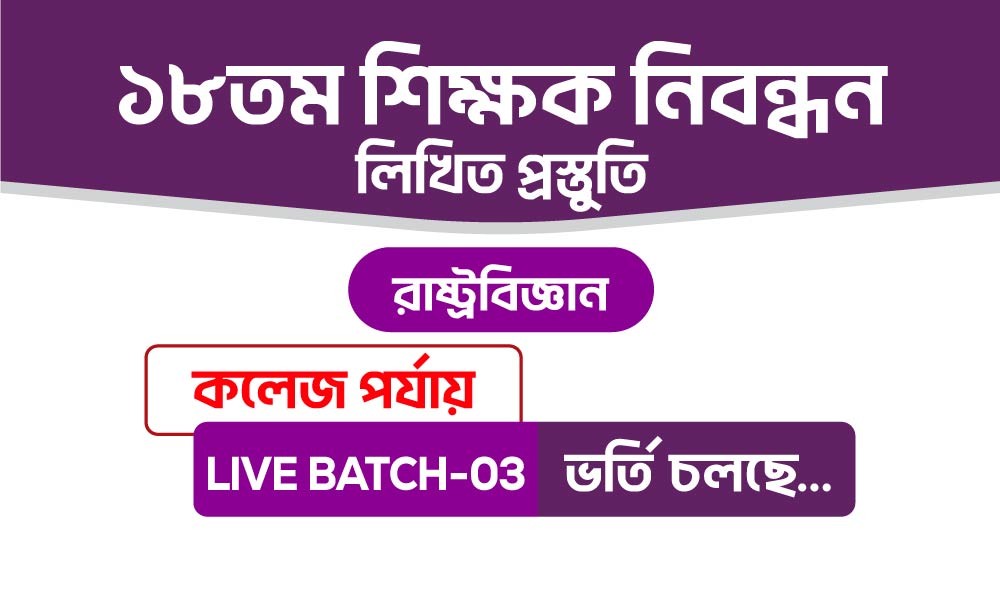 ১৮তম শিক্ষক নিবন্ধন
লিখিত প্রস্তুতি
রাষ্ট্রবিজ্ঞান
কলেজ পর্যায়
LIVE BATCH-03 ভর্তি চলছে...